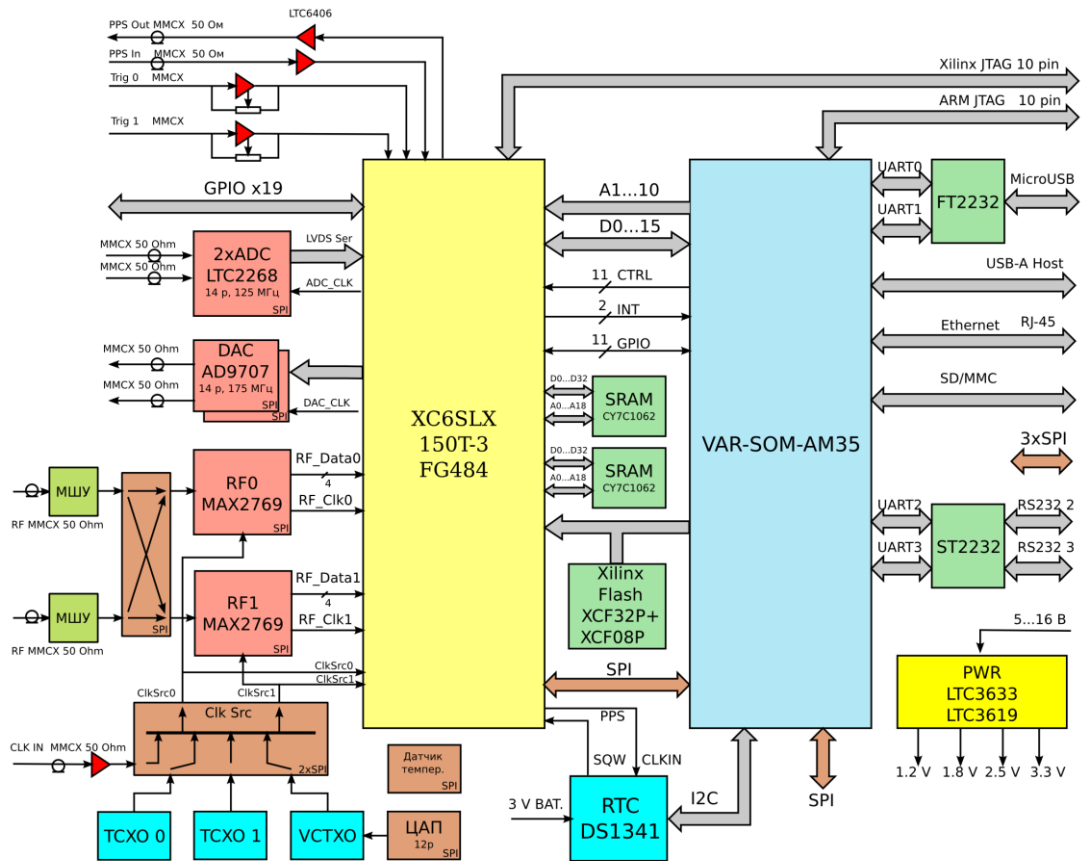 LTC6406
PPS Out MMCX 50 Ом
PPS In MMCX 50 Ом
Trig 0 MMCX
Trig 1 MMCX
Xilinx JTAG 10 pin
ARM JTAG 10 pin
GPIO x19
MMCX 50 Ohm
MMCX 50 Ohm
2xADC
LTC2268
14 р, 125 МГц
SPI
LVDS Ser
ADC_CLK
MMCX 50 Ohm
MMCX 50 Ohm
DAC
AD9707
14 р, 175 МГц
SPI
SPI
DAC_CLK
МШУ
RF MMCX 50 Ohm
МШУ
RF MMCX 50 Ohm
SPI
RF0
MAX2769
SPI
RF_Data0
4
RF_Clk0
RF1
MAX2769
SPI
RF_Data1
4
RF_Clk1
ClkSrc0
ClkSrc1
ClkSrc0
ClkSrc1
Clk Src
2xSPI
CLK IN MMCX 50 Ohm
TCXO 0
TCXO 1
VCTXO
ЦАП
12р
SPI
Датчик
темпер.
SPI
XC6SLX
150T-3
FG484
A1...10
D0...15
11 CTRL
2 INT
11 GPIO
D0...D32
A0...A18
SRAM
CY7C1062
D0...D32
A0...A18
SRAM
CY7C1062
Xilinx
Flash
XCF32P+
XCF08P
SPI
PPS
SQW
CLKIN
3 V BAT.
RTC
DS1341
I2C
SPI
VAR-SOM-AM35
UART0
UART1
FT2232
MicroUSB
USB-A Host
Ethernet RJ-45
SD/MMC
3xSPI
UART2
UART3
ST2232
RS232 2
RS232 3
5...16 В
PWR
LTC3633
LTC3619
1.2 V
1.8 V
2.5 V
3.3 V